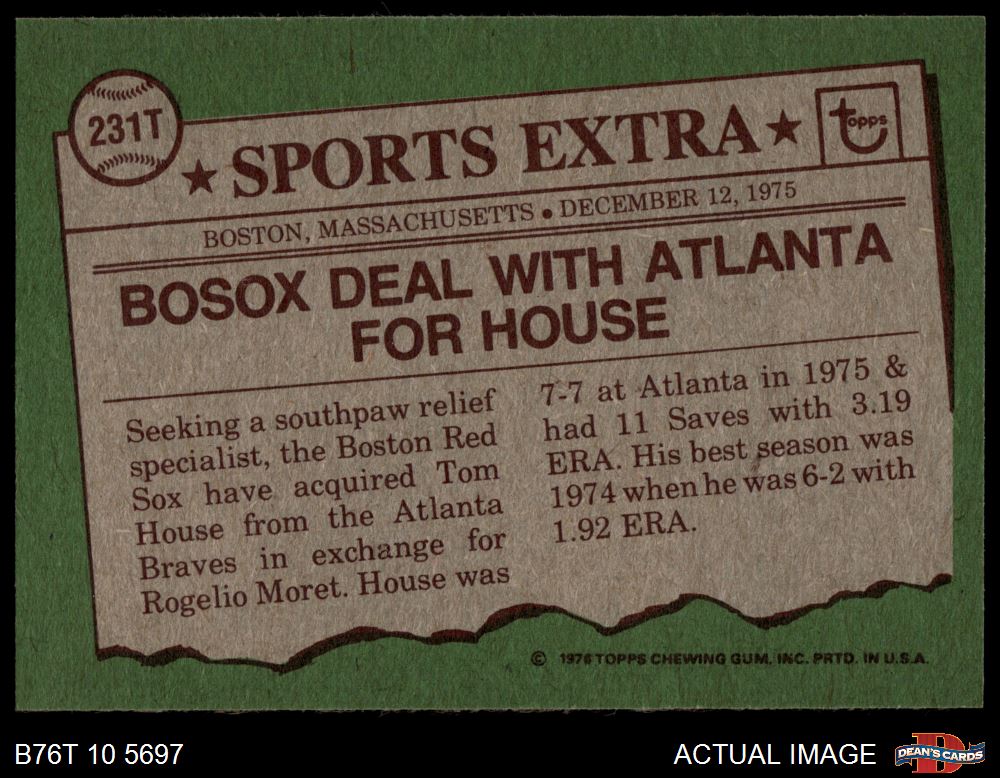 231T
★ SPORTS EXTRA ★
topps
BOSTON, MASSACHUSETTS • DECEMBER 12, 1975
BOSOX DEAL WITH ATLANTA
FOR HOUSE
Seeking a southpaw relief
specialist, the Boston Red
Sox have acquired Tom
House from the Atlanta
Braves in exchange for
Rogelio Moret. House was
7-7 at Atlanta in 1975 &
had 11 Saves with 3.19
ERA. His best season was
1974 when he was 6-2 with
1.92 ERA.
© 1976 TOPPS CHEWING GUM, INC. PRTD. IN U.S.A.
B76T 10 5697
ACTUAL IMAGE
DEAN'S CARDS